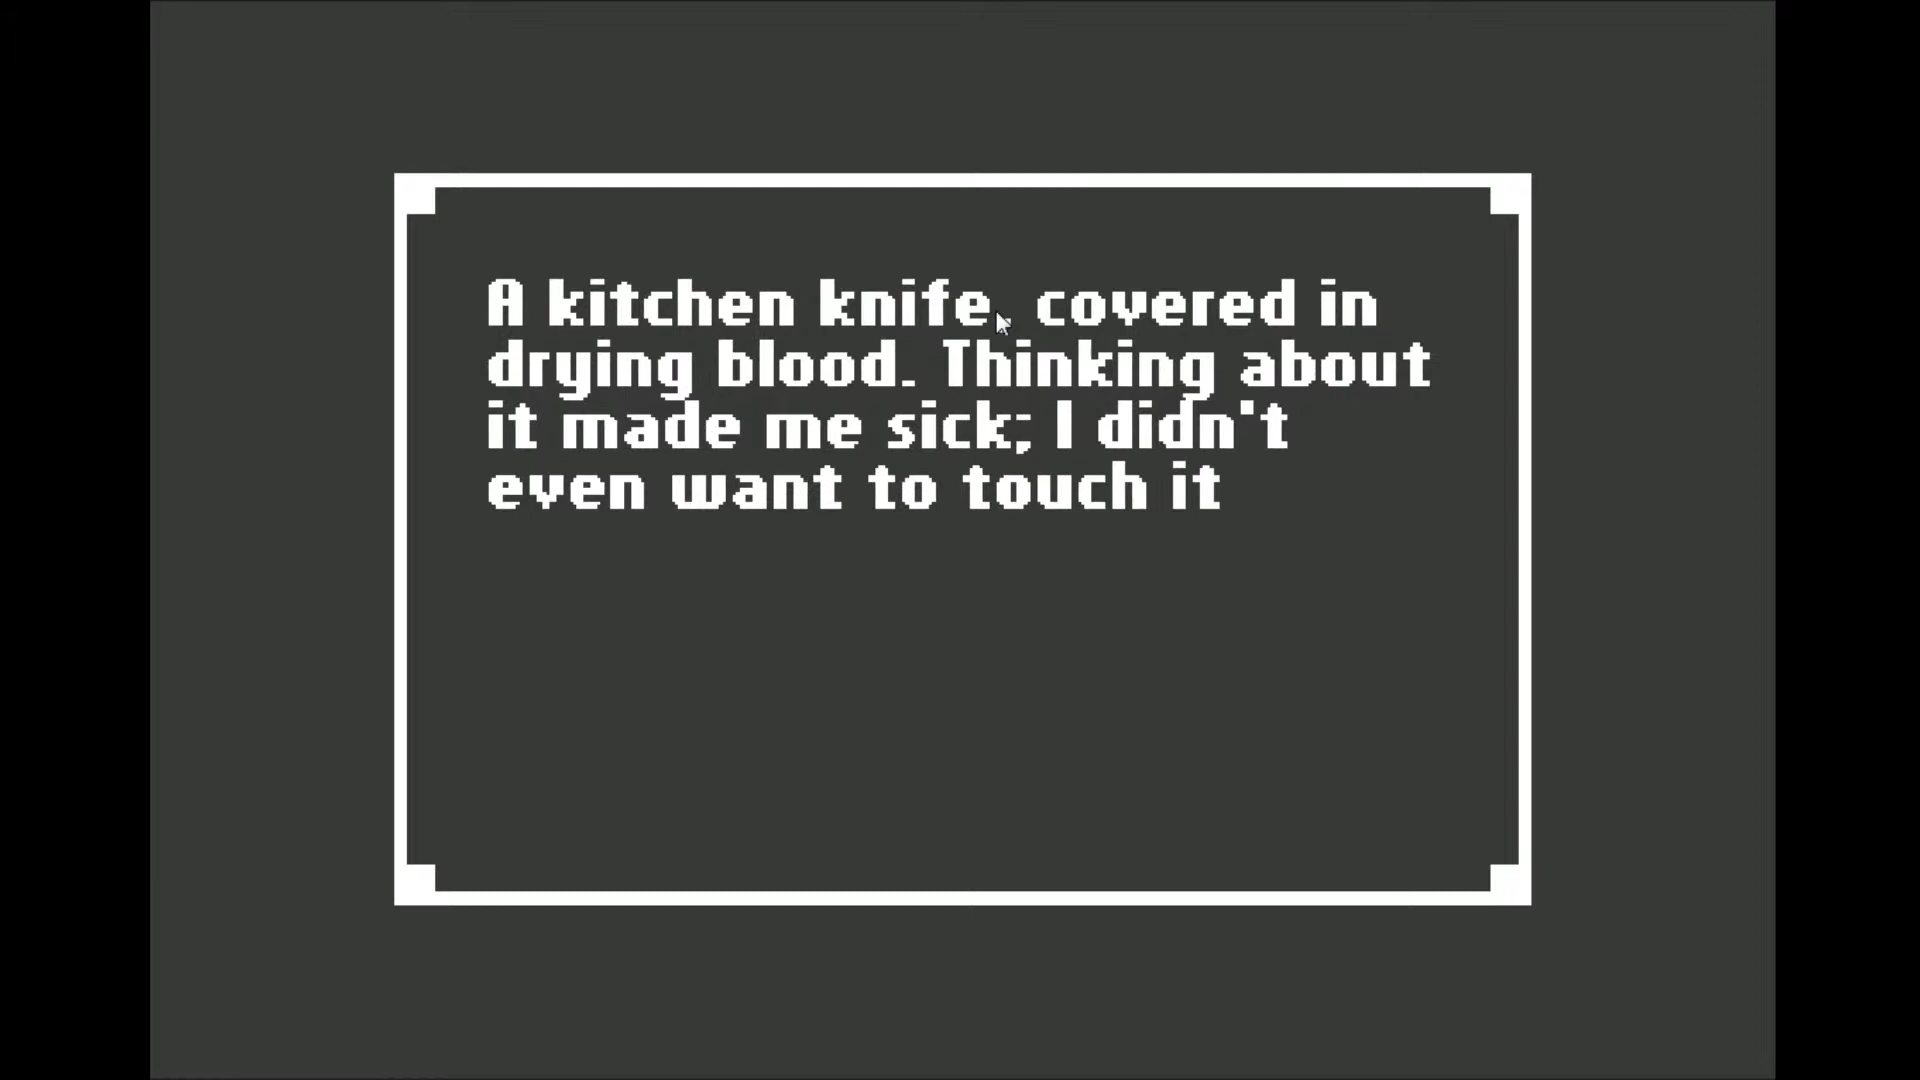 A kitchen knife, covered in
drying blood. Thinking about
it made me sick; I didn't
even want to touch it